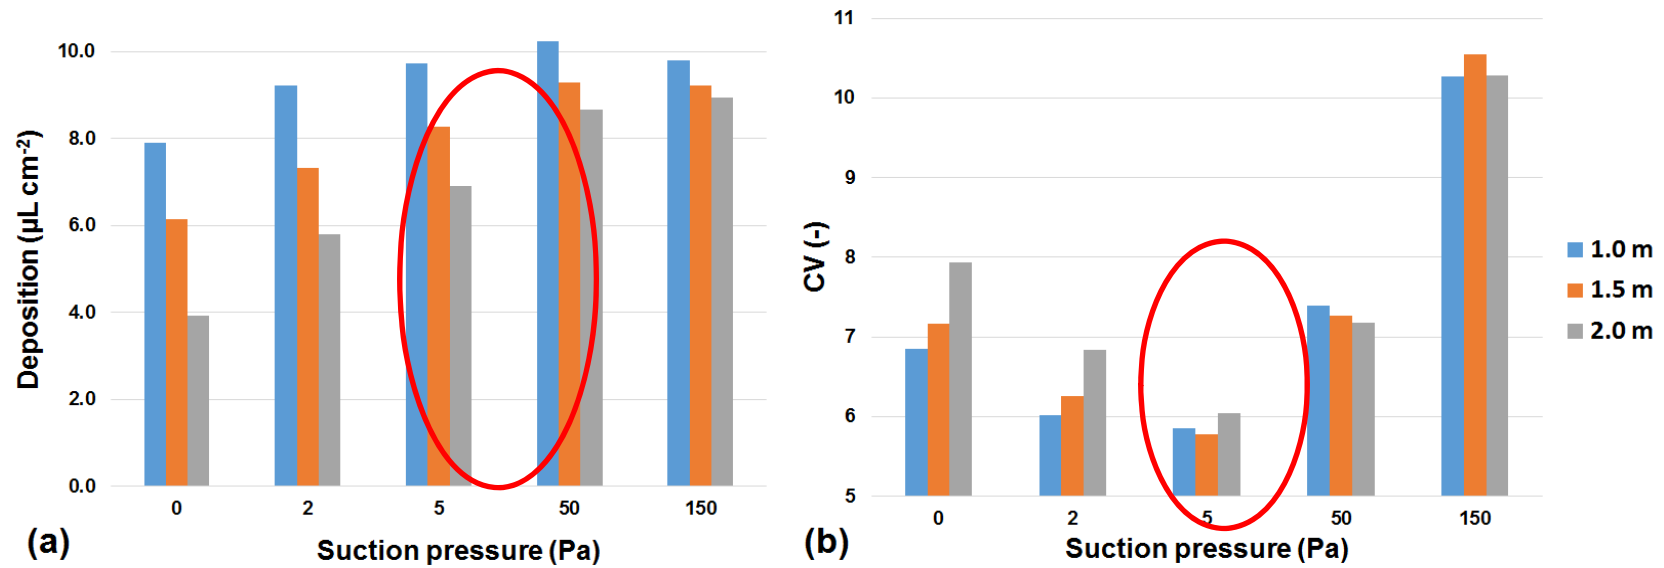 10.0
8.0
6.0
4.0
2.0
0.0
Deposition (µL cm-2)
0 2 5 50 150
Suction pressure (Pa)
(a)
11
10
9
8
7
6
5
CV (-)
0 2 5 50 150
Suction pressure (Pa)
(b)
1.0 m
1.5 m
2.0 m